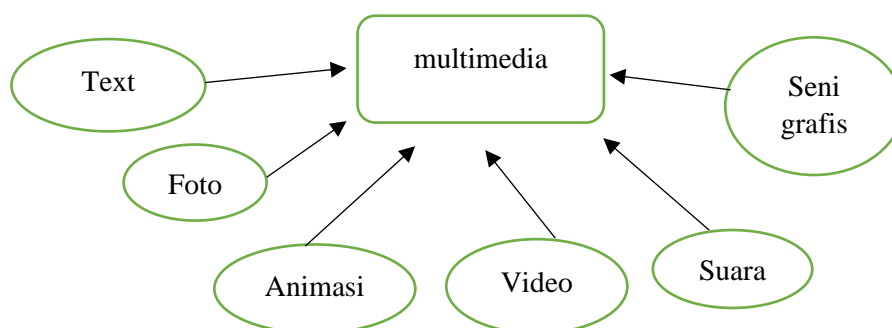 multimedia
Text
Seni
grafis
Foto
Animasi
Video
Suara